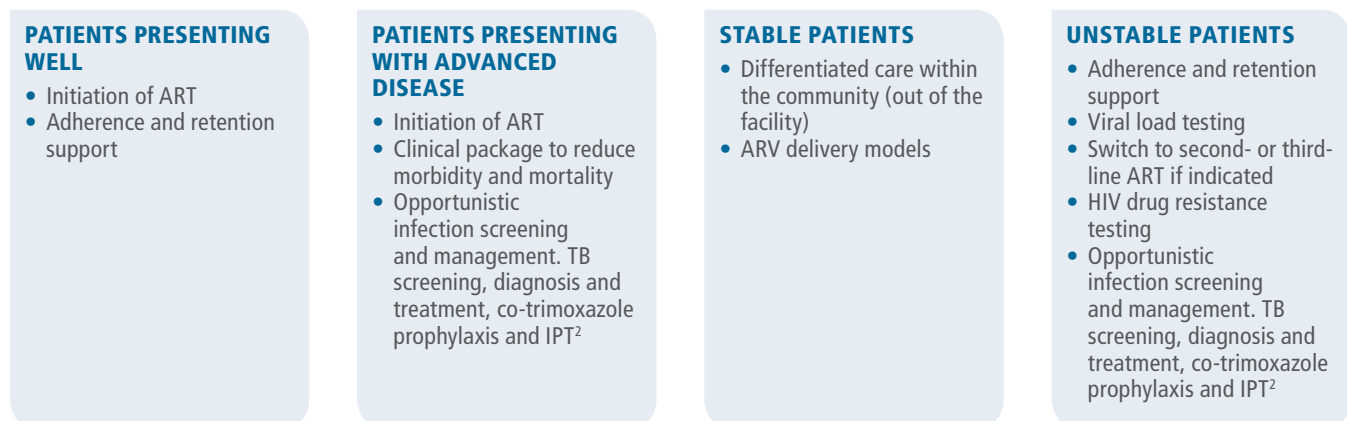 PATIENTS PRESENTING
WELL
• Initiation of ART
• Adherence and retention
support
PATIENTS PRESENTING
WITH ADVANCED
DISEASE
• Initiation of ART
• Clinical package to reduce
morbidity and mortality
• Opportunistic
infection screening
and management. TB
screening, diagnosis and
treatment, co-trimoxazole
prophylaxis and IPT²
STABLE PATIENTS
• Differentiated care within
the community (out of the
facility)
• ARV delivery models
UNSTABLE PATIENTS
• Adherence and retention
support
• Viral load testing
• Switch to second- or third-
line ART if indicated
• HIV drug resistance
testing
• Opportunistic
infection screening
and management. TB
screening, diagnosis and
treatment, co-trimoxazole
prophylaxis and IPT²